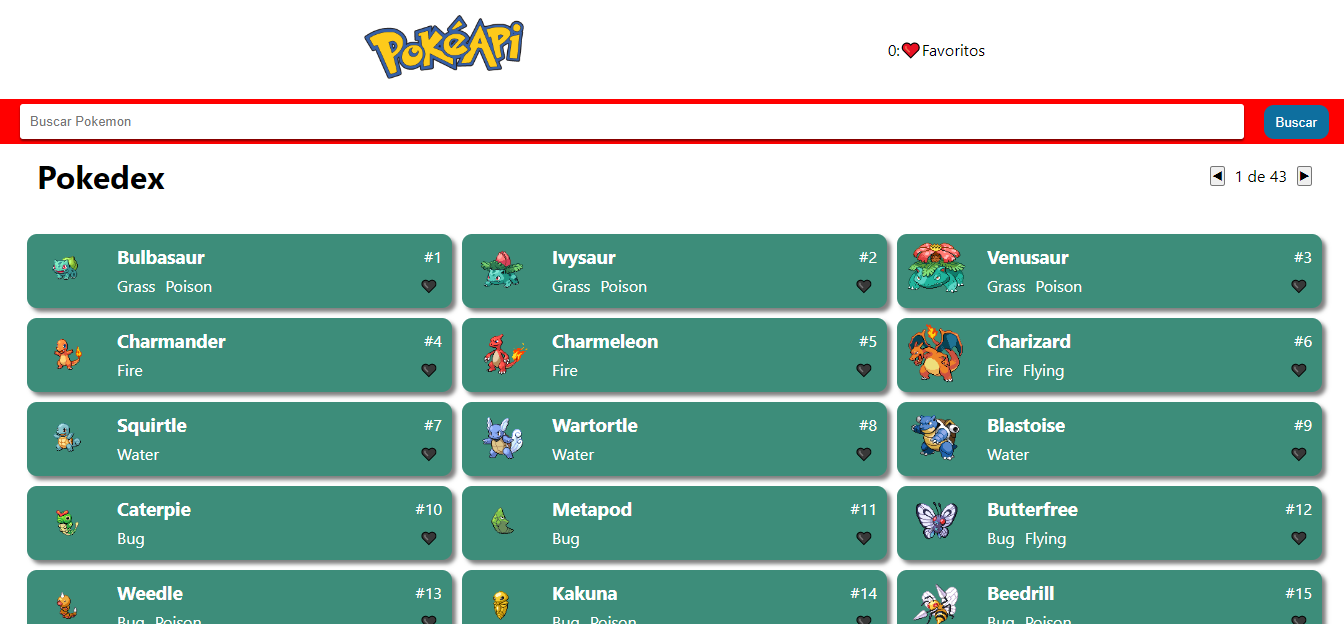 PokéAPi
0:❤️Favoritos
Buscar Pokemon
Buscar
Pokedex
◀ 1 de 43 ▶
Bulbasaur #1
Grass Poison
Ivysaur #2
Grass Poison
Venusaur #3
Grass Poison
Charmander #4
Fire
Charmeleon #5
Fire
Charizard #6
Fire Flying
Squirtle #7
Water
Wartortle #8
Water
Blastoise #9
Water
Caterpie #10
Bug
Metapod #11
Bug
Butterfree #12
Bug Flying
Weedle #13
Bug Poison
Kakuna #14
Bug Poison
Beedrill #15
Bug Poison